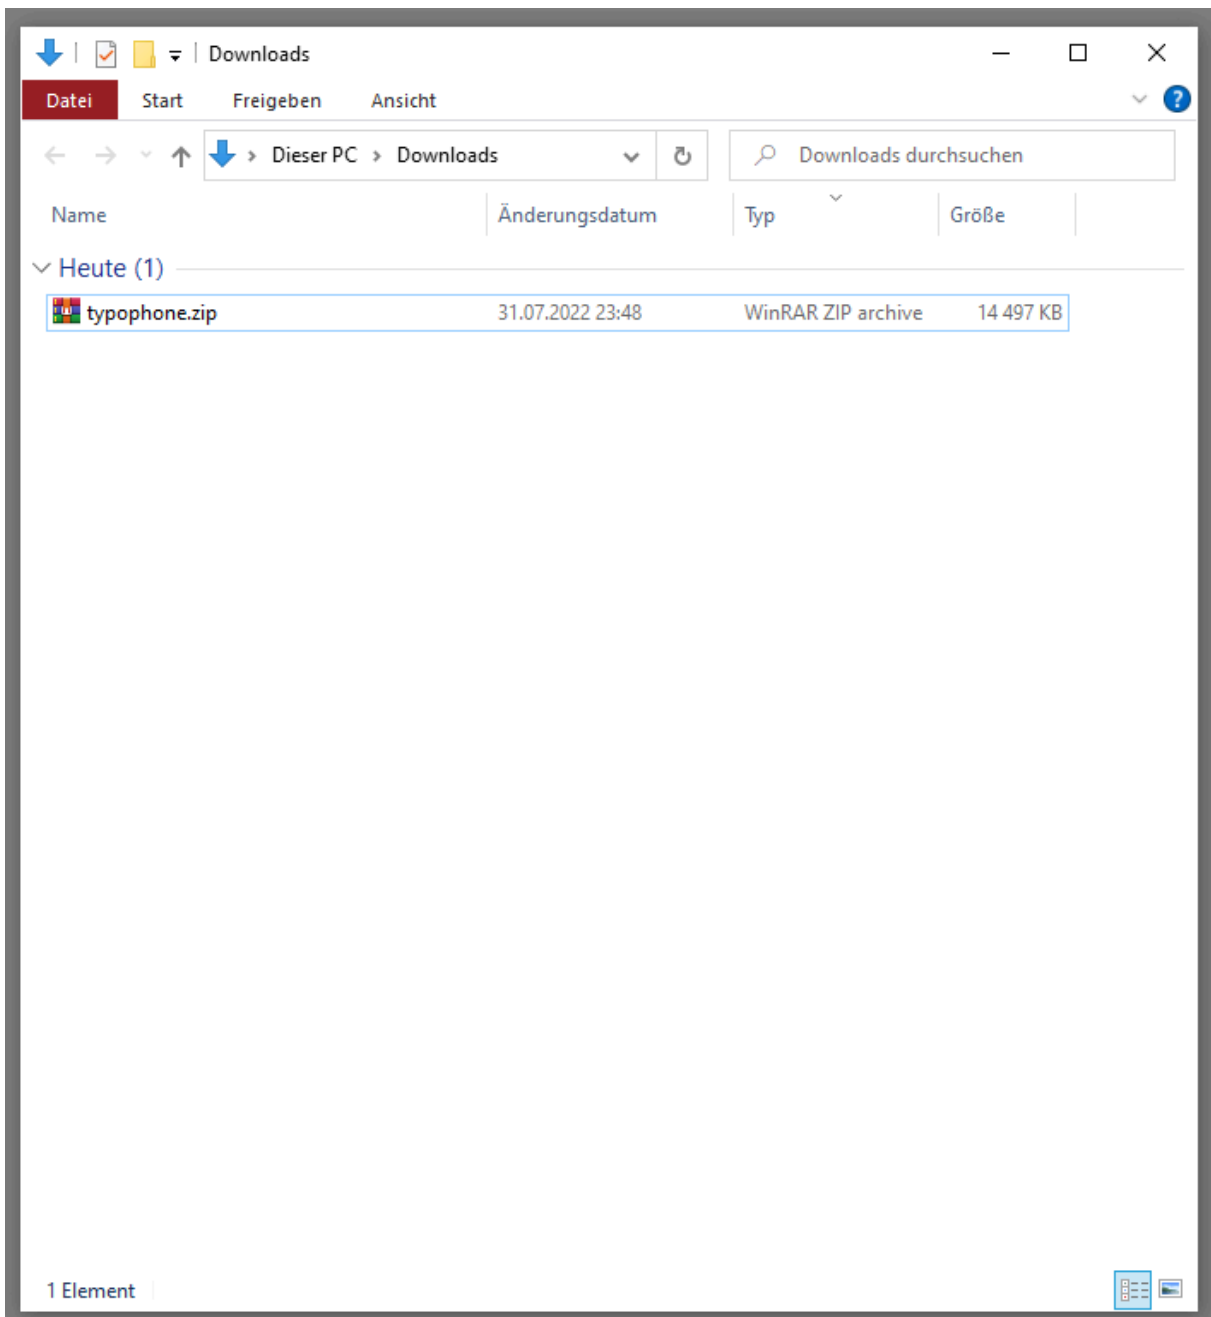 Downloads
Datei Start Freigeben Ansicht
Dieser PC Downloads Downloads durchsuchen
Name Änderungsdatum Typ Größe
Heute (1)
typophone.zip 31.07.2022 23:48 WinRAR ZIP archive 14 497 KB
1 Element